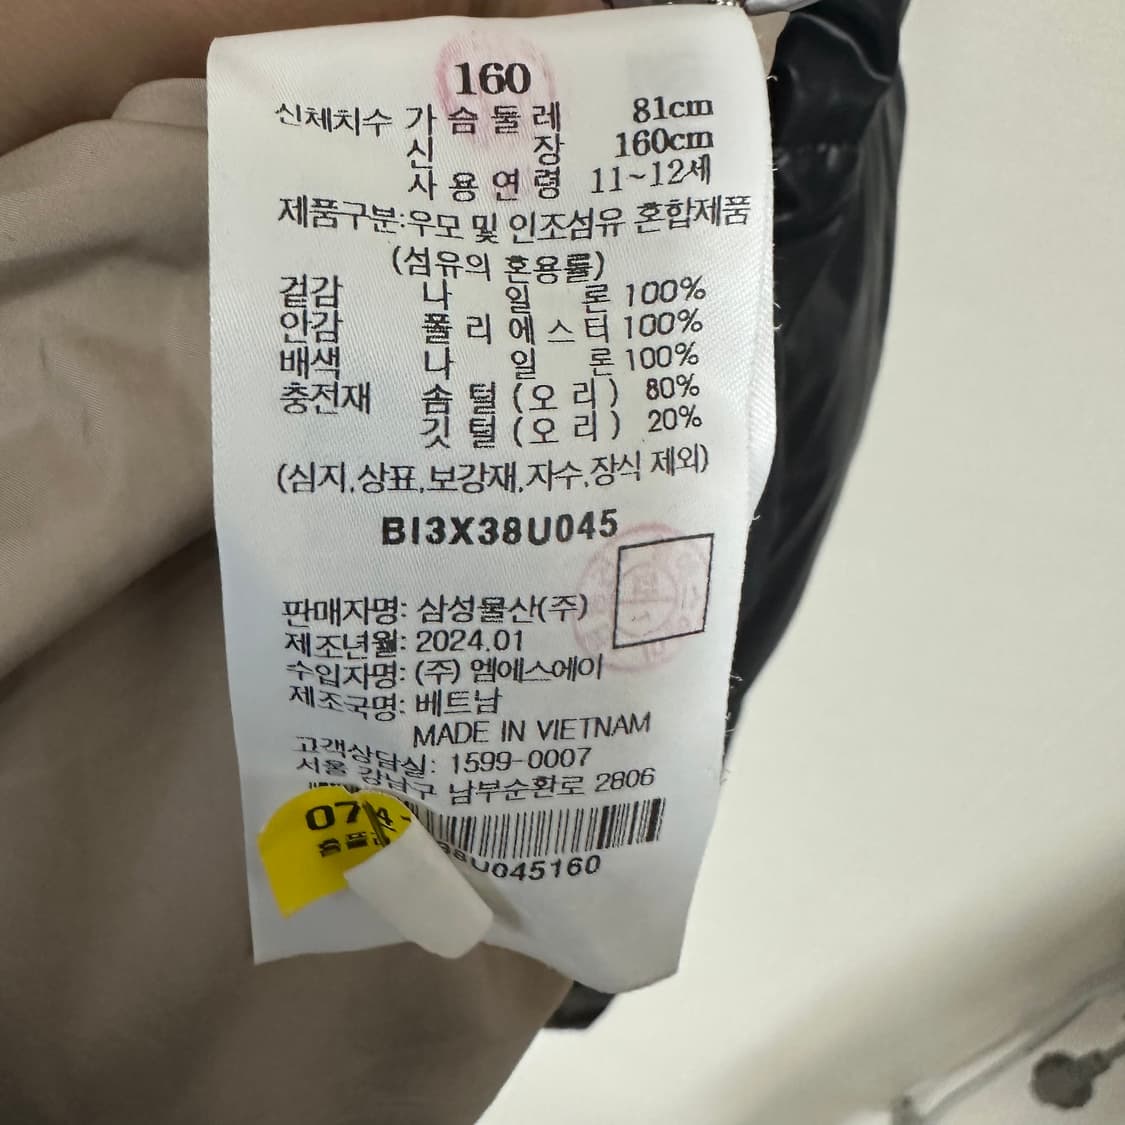 160
신체치수 가슴둘레 81cm
신장 160cm
사용연령 11~12세
제품구분:우모 및 인조섬유 혼합제품
(섬유의 혼용률)
겉감 나일론 100%
안감 폴리에스터 100%
배색 나일론 100%
충전재 솜털(오리) 80%
깃털(오리) 20%
(심지,상표,보강재,자수,장식 제외)
BI3X38U045
판매자명: 삼성물산(주)
제조년월: 2024.01
수입자명: (주) 엠에스에이
제조국명: 베트남
MADE IN VIETNAM
고객상담실: 1599-0007
서울 강남구 남부순환로 2806
074
38U045160